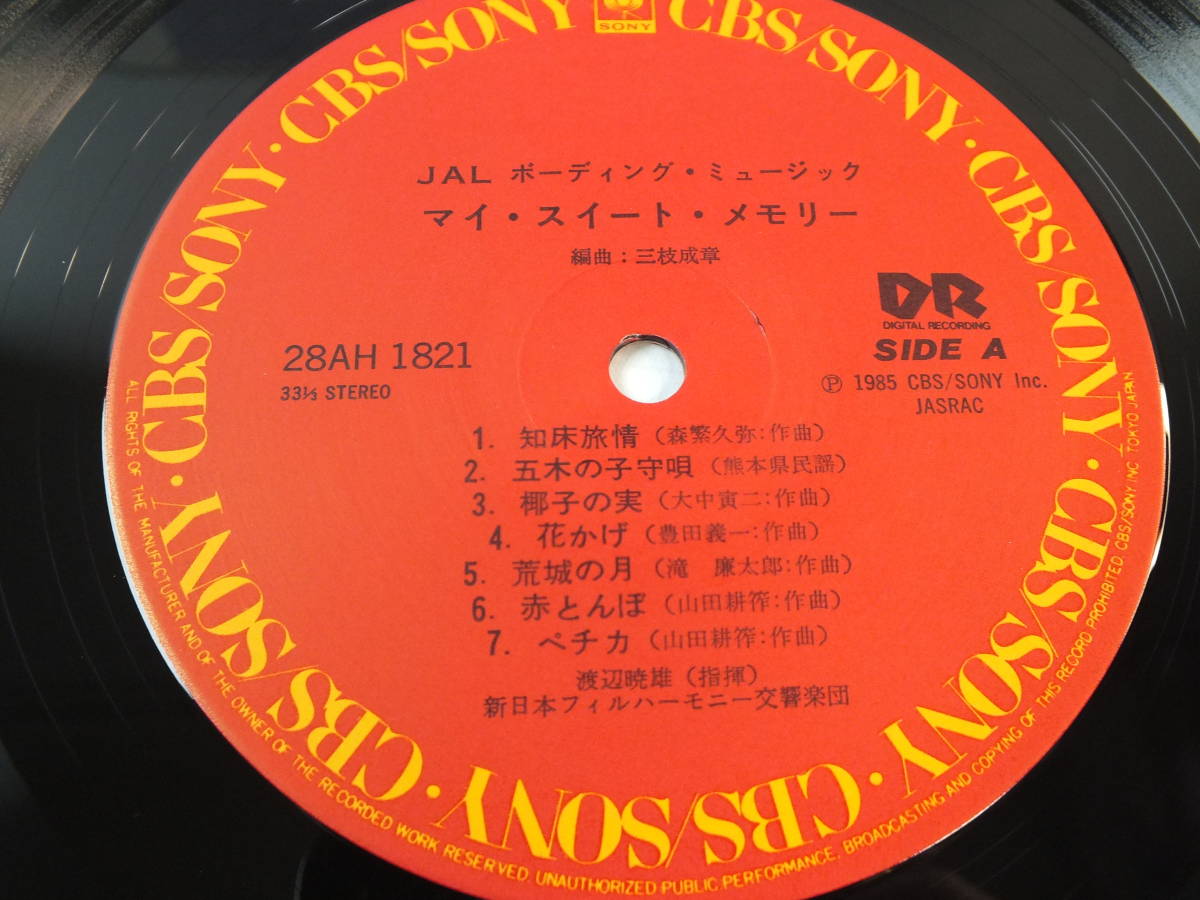 SONY
CBS/SONY · CBS/SONY · CBS/SONY · CBS/SONY · CBS/SONY · CBS/SONY · CBS/SONY · CBS/SONY · CBS/SONY · CBS/SONY
JAL ボーディング・ミュージック
マイ・スイート・メモリー
編曲:三枝成章
DR
DIGITAL RECORDING
28AH 1821
SIDE A
33⅓ STEREO
Ⓟ 1985 CBS/SONY Inc.
JASRAC
1. 知床旅情 (森繁久弥:作曲)
2. 五木の子守唄 (熊本県民謡)
3. 椰子の実 (大中寅二:作曲)
4. 花かげ (豊田義一:作曲)
5. 荒城の月 (滝 廉太郎:作曲)
6. 赤とんぼ (山田耕筰:作曲)
7. ペチカ (山田耕筰:作曲)
渡辺暁雄 (指揮)
新日本フィルハーモニー交響楽団
ALL RIGHTS OF THE MANUFACTURER AND OF THE OWNER OF THE RECORDED WORK RESERVED. UNAUTHORIZED PUBLIC PERFORMANCE, BROADCASTING AND COPYING OF THIS RECORD PROHIBITED. CBS/SONY INC. TOKYO JAPAN